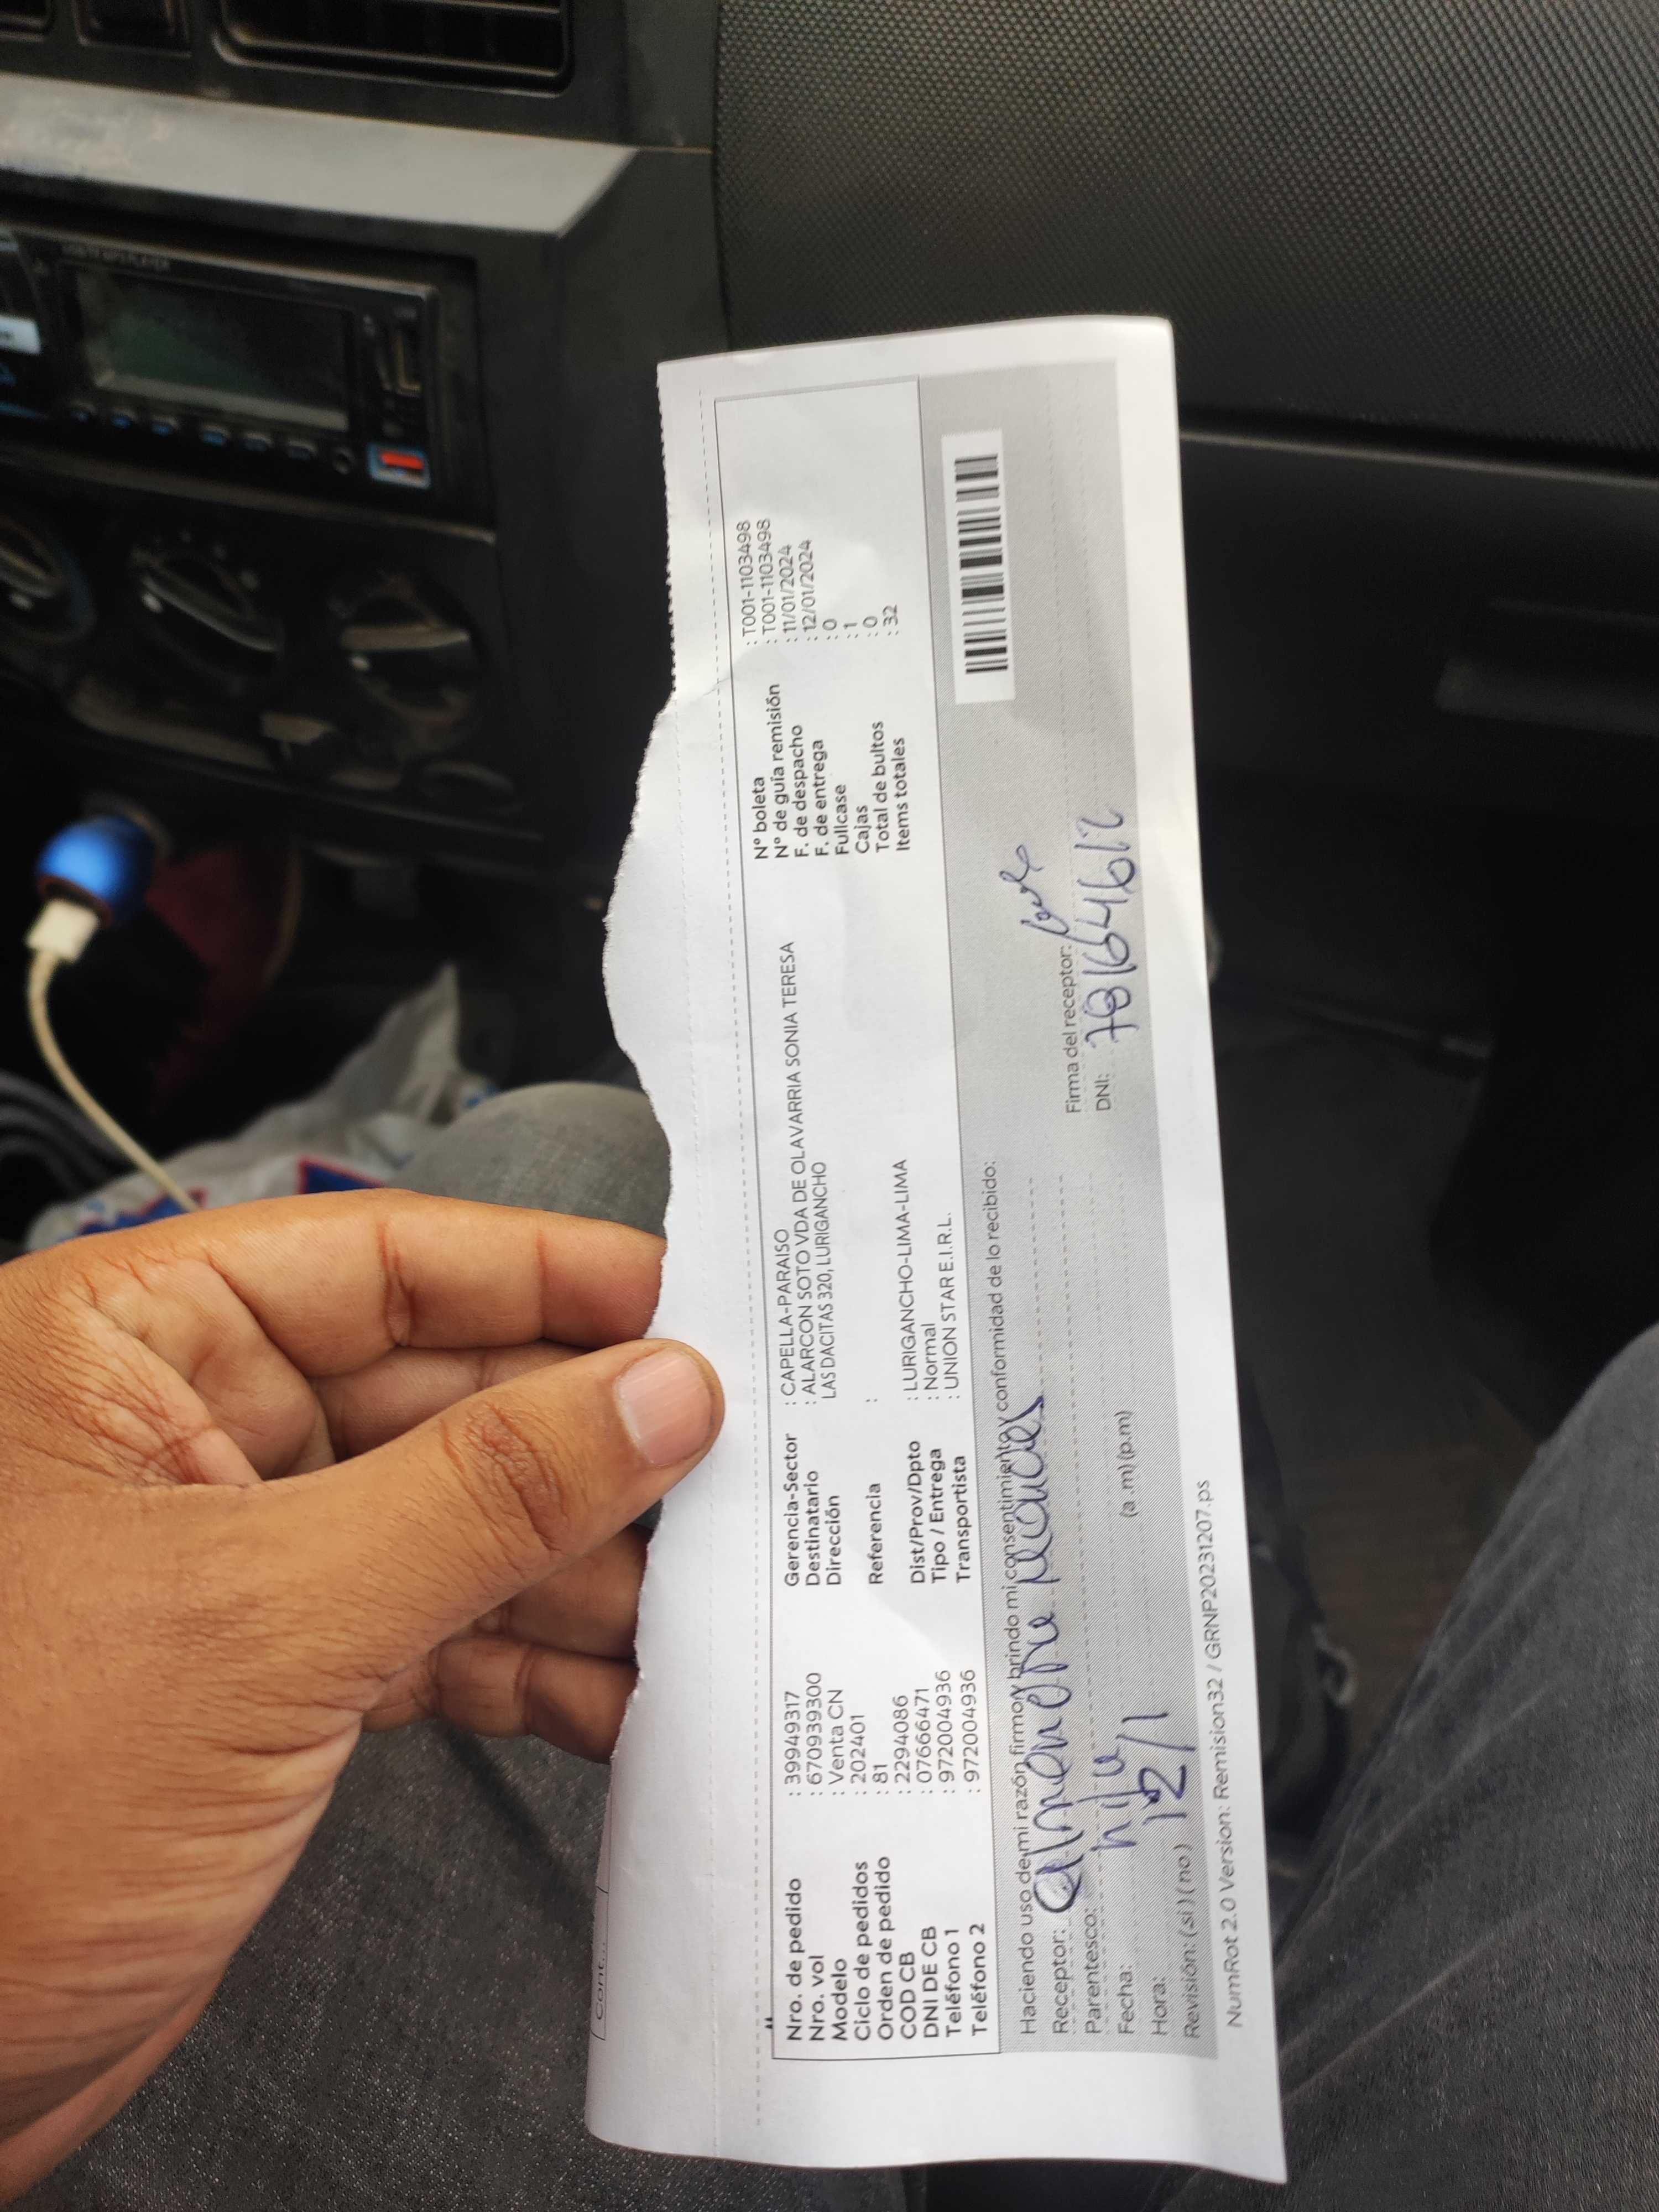 Cont...
Nro. de pedido : 39949317
Nro. vol : 670939300
Modelo : Venta CN
Ciclo de pedidos : 202401
Orden de pedido : 81
COD CB : 2294086
DNI DE CB : 07666471
Teléfono 1 : 972004936
Teléfono 2 : 972004936
Gerencia-Sector : CAPELLA-PARAISO
Destinatario : ALARCON SOTO VDA DE OLAVARRIA SONIA TERESA
Dirección LAS DACITAS 320, LURIGANCHO
Referencia :
Dist/Prov/Dpto : LURIGANCHO-LIMA-LIMA
Tipo / Entrega : Normal
Transportista : UNION STAR E.I.R.L.
Nº boleta : T001-1103498
Nº de guía remisión : T001-1103498
F. de despacho : 11/01/2024
F. de entrega : 12/01/2024
Fullcase : 0
Cajas : 1
Total de bultos : 0
Items totales : 32
Haciendo uso de mi razón firmo y brindo mi consentimiento y conformidad de lo recibido:
Receptor:
Parentesco:
Fecha: 12/1
Hora: (a .m) (p.m)
Revisión: (si ) ( no )
Firma del receptor:
DNI:
NumRot 2.0 Version: Remision32 / GRNP20231207.ps